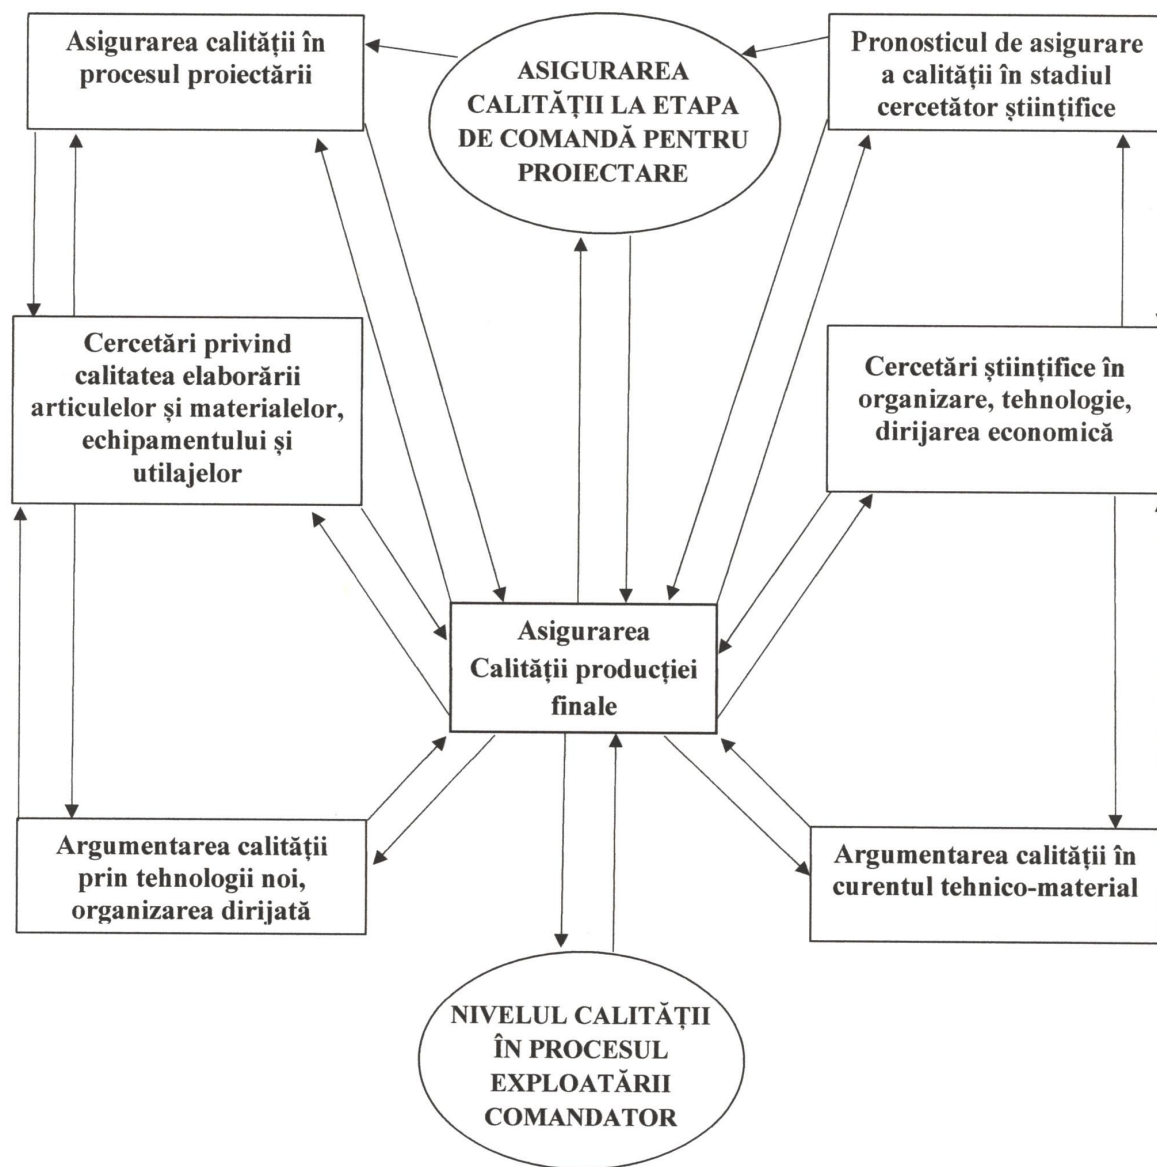 Asigurarea calității în
procesul proiectării
ASIGURAREA
CALITĂȚII LA ETAPA
DE COMANDĂ PENTRU
PROIECTARE
Pronosticul de asigurare
a calității în stadiul
cercetător științifice
Cercetări privind
calitatea elaborării
articulelor și materialelor,
echipamentului și
utilajelor
Cercetări științifice în
organizare, tehnologie,
dirijarea economică
Asigurarea
Calității producției
finale
Argumentarea calității
prin tehnologii noi,
organizarea dirijată
Argumentarea calității în
curentul tehnico-material
NIVELUL CALITĂȚII
ÎN PROCESUL
EXPLOATĂRII
COMANDATOR